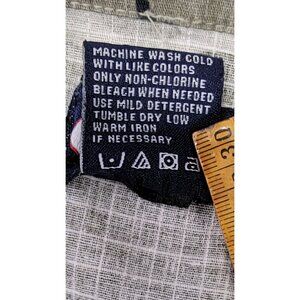 MACHINE WASH COLD
WITH LIKE COLORS
ONLY NON-CHLORINE
BLEACH WHEN NEEDED
USE MILD DETERGENT
TUMBLE DRY LOW
WARM IRON
IF NECESSARY
30